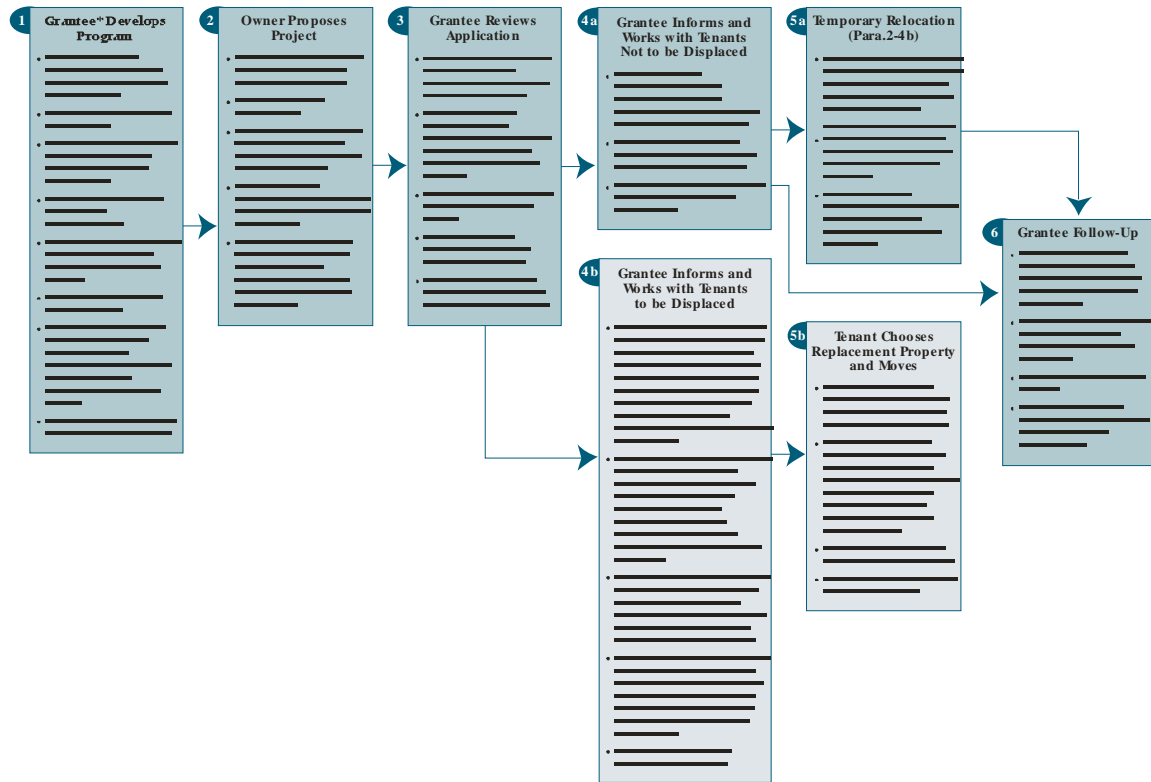 1
Grantee* Develops
Program
2
Owner Proposes
Project
3
Grantee Reviews
Application
4a
Grantee Informs and
Works with Tenants
Not to be Displaced
5a
Temporary Relocation
(Para.2-4b)
4b
Grantee Informs and
Works with Tenants
to be Displaced
5b
Tenant Chooses
Replacement Property
and Moves
6
Grantee Follow-Up